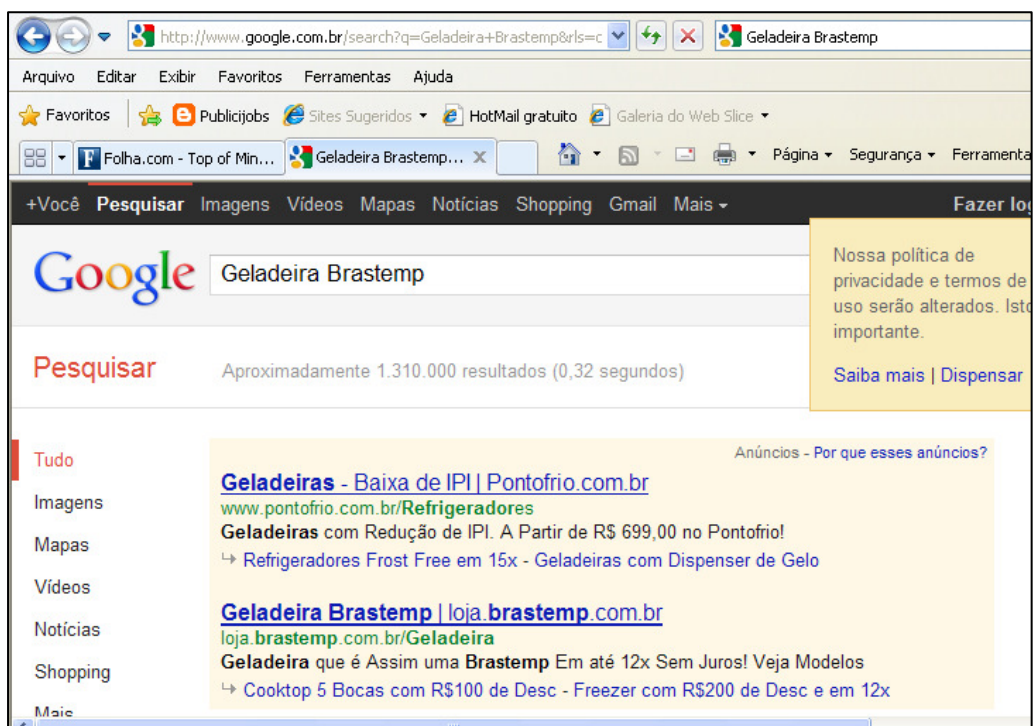 http://www.google.com.br/search?q=Geladeira+Brastemp&rls=c Geladeira Brastemp
Arquivo Editar Exibir Favoritos Ferramentas Ajuda
Favoritos Publicijobs Sites Sugeridos HotMail gratuito Galeria do Web Slice
Folha.com - Top of Min... Geladeira Brastemp... Página Segurança Ferramenta
+Você Pesquisar Imagens Vídeos Mapas Notícias Shopping Gmail Mais Fazer log
Nossa política de
privacidade e termos de
uso serão alterados. Isto
importante.
Saiba mais | Dispensar
Google Geladeira Brastemp
Pesquisar Aproximadamente 1.310.000 resultados (0,32 segundos)
Tudo
Imagens
Mapas
Vídeos
Notícias
Shopping
Mais
Anúncios - Por que esses anúncios?
Geladeiras - Baixa de IPI | Pontofrio.com.br
www.pontofrio.com.br/Refrigeradores
Geladeiras com Redução de IPI. A Partir de R$ 699,00 no Pontofrio!
Refrigeradores Frost Free em 15x - Geladeiras com Dispenser de Gelo
Geladeira Brastemp | loja.brastemp.com.br
loja.brastemp.com.br/Geladeira
Geladeira que é Assim uma Brastemp Em até 12x Sem Juros! Veja Modelos
Cooktop 5 Bocas com R$100 de Desc - Freezer com R$200 de Desc e em 12x